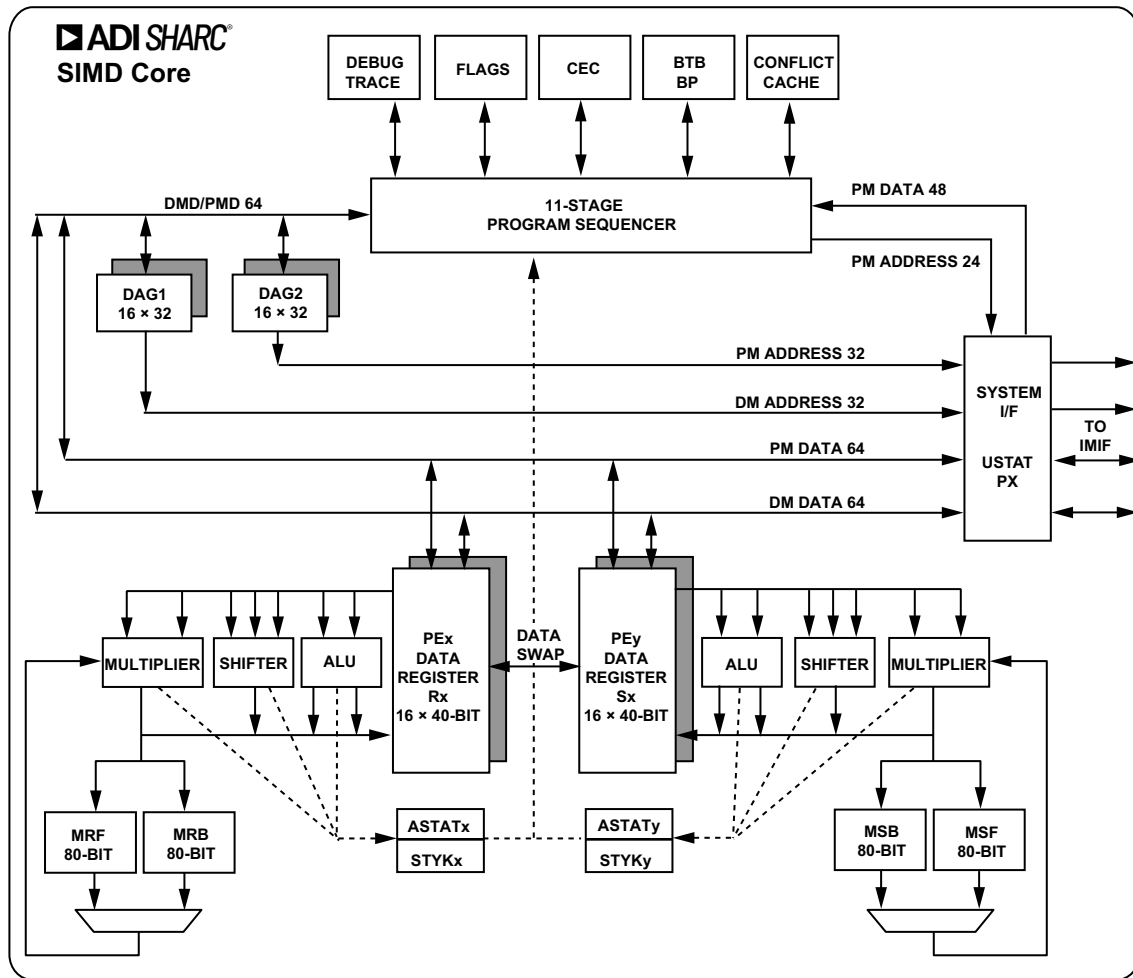 ADI SHARC®
SIMD Core
DEBUG
TRACE
FLAGS
CEC
BTB
BP
CONFLICT
CACHE
DMD/PMD 64
11-STAGE
PROGRAM SEQUENCER
PM DATA 48
PM ADDRESS 24
DAG1
16 × 32
DAG2
16 × 32
PM ADDRESS 32
DM ADDRESS 32
PM DATA 64
DM DATA 64
SYSTEM
I/F
USTAT
PX
TO
IMIF
MULTIPLIER
SHIFTER
ALU
PEx
DATA
REGISTER
Rx
16 × 40-BIT
DATA
SWAP
PEy
DATA
REGISTER
Sx
16 × 40-BIT
ALU
SHIFTER
MULTIPLIER
MRF
80-BIT
MRB
80-BIT
ASTATx
STYKx
ASTATy
STYKy
MSB
80-BIT
MSF
80-BIT